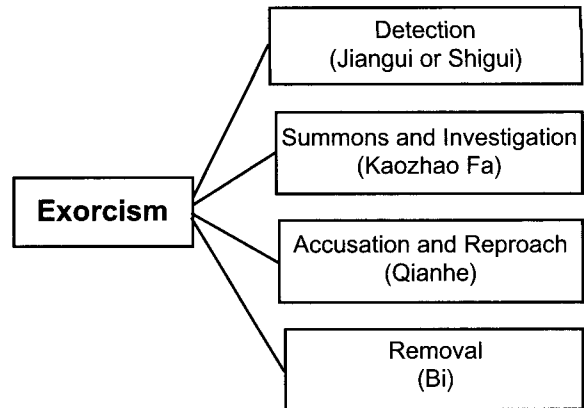 Detection
(Jiangui or Shigui)
Summons and Investigation
(Kaozhao Fa)
Exorcism
Accusation and Reproach
(Qianhe)
Removal
(Bi)